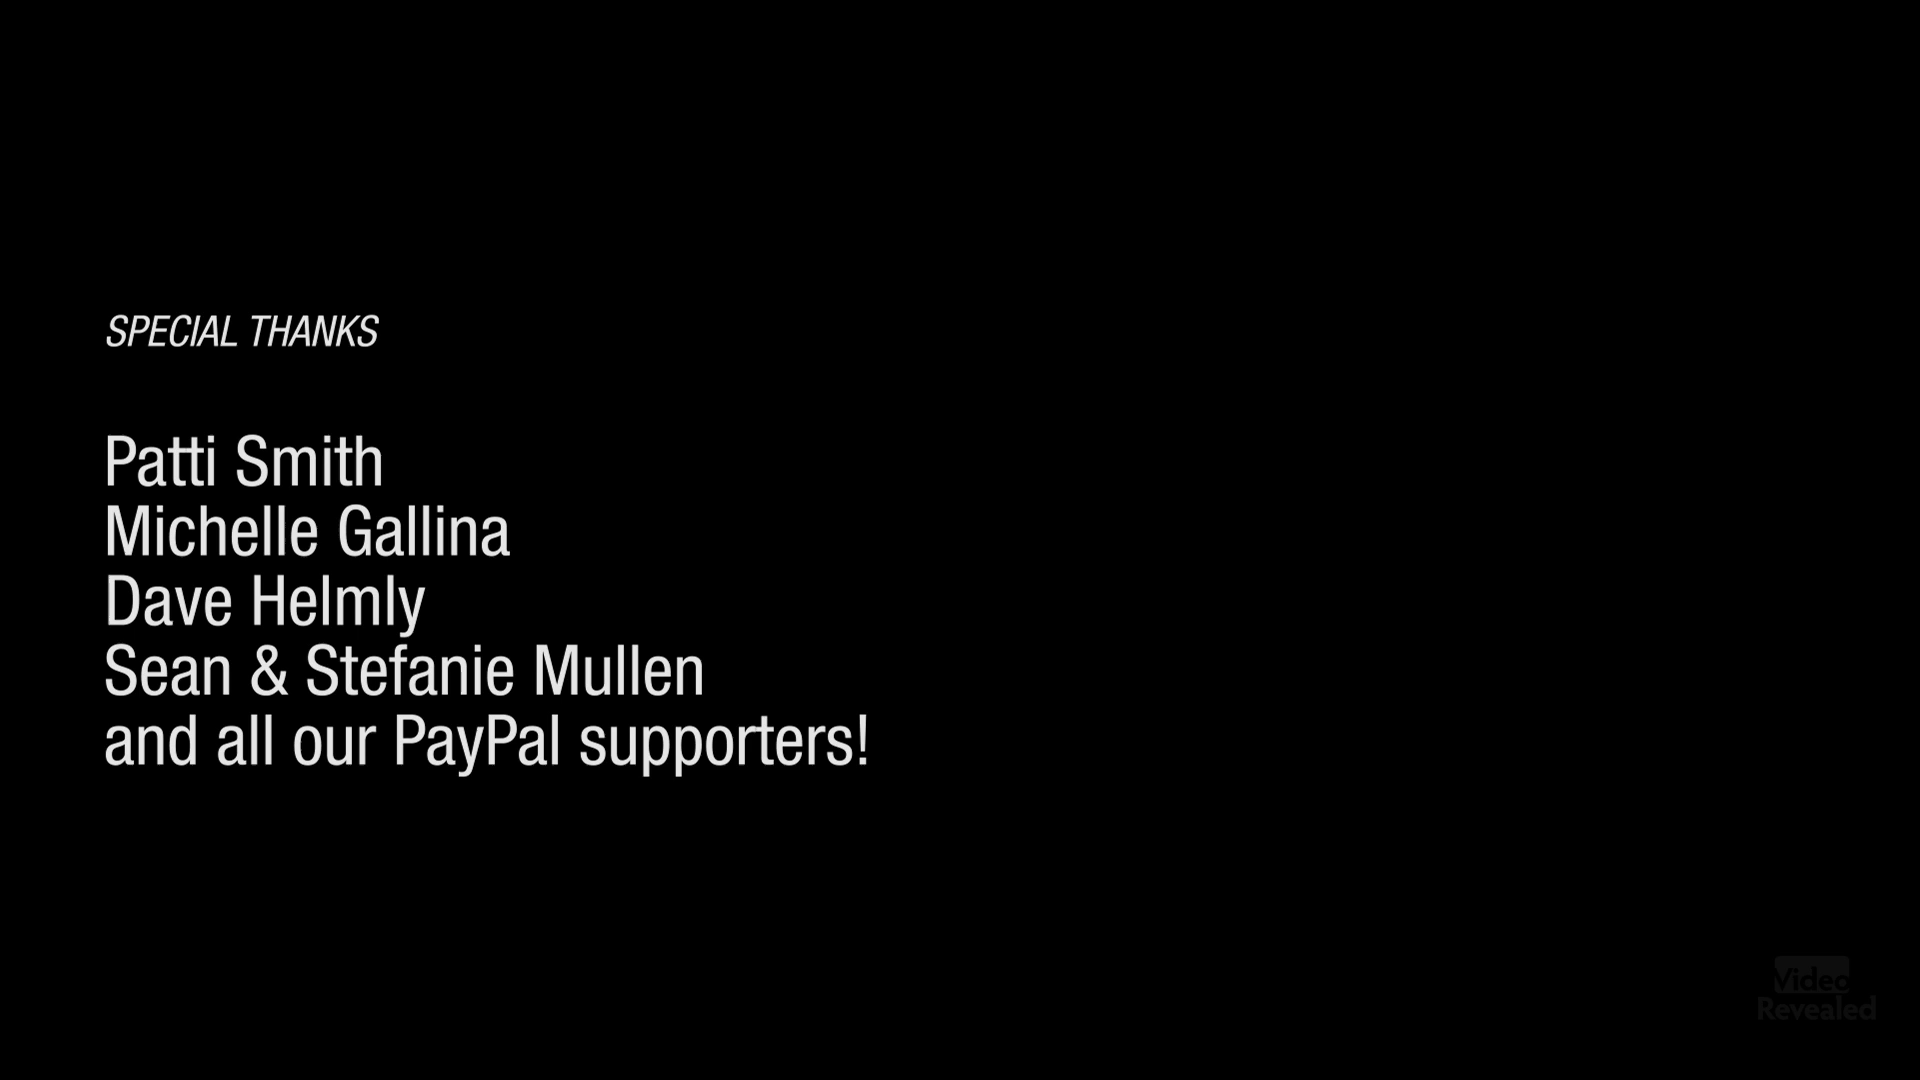 SPECIAL THANKS
Patti Smith
Michelle Gallina
Dave Helmly
Sean & Stefanie Mullen
and all our PayPal supporters!
Video
Revealed